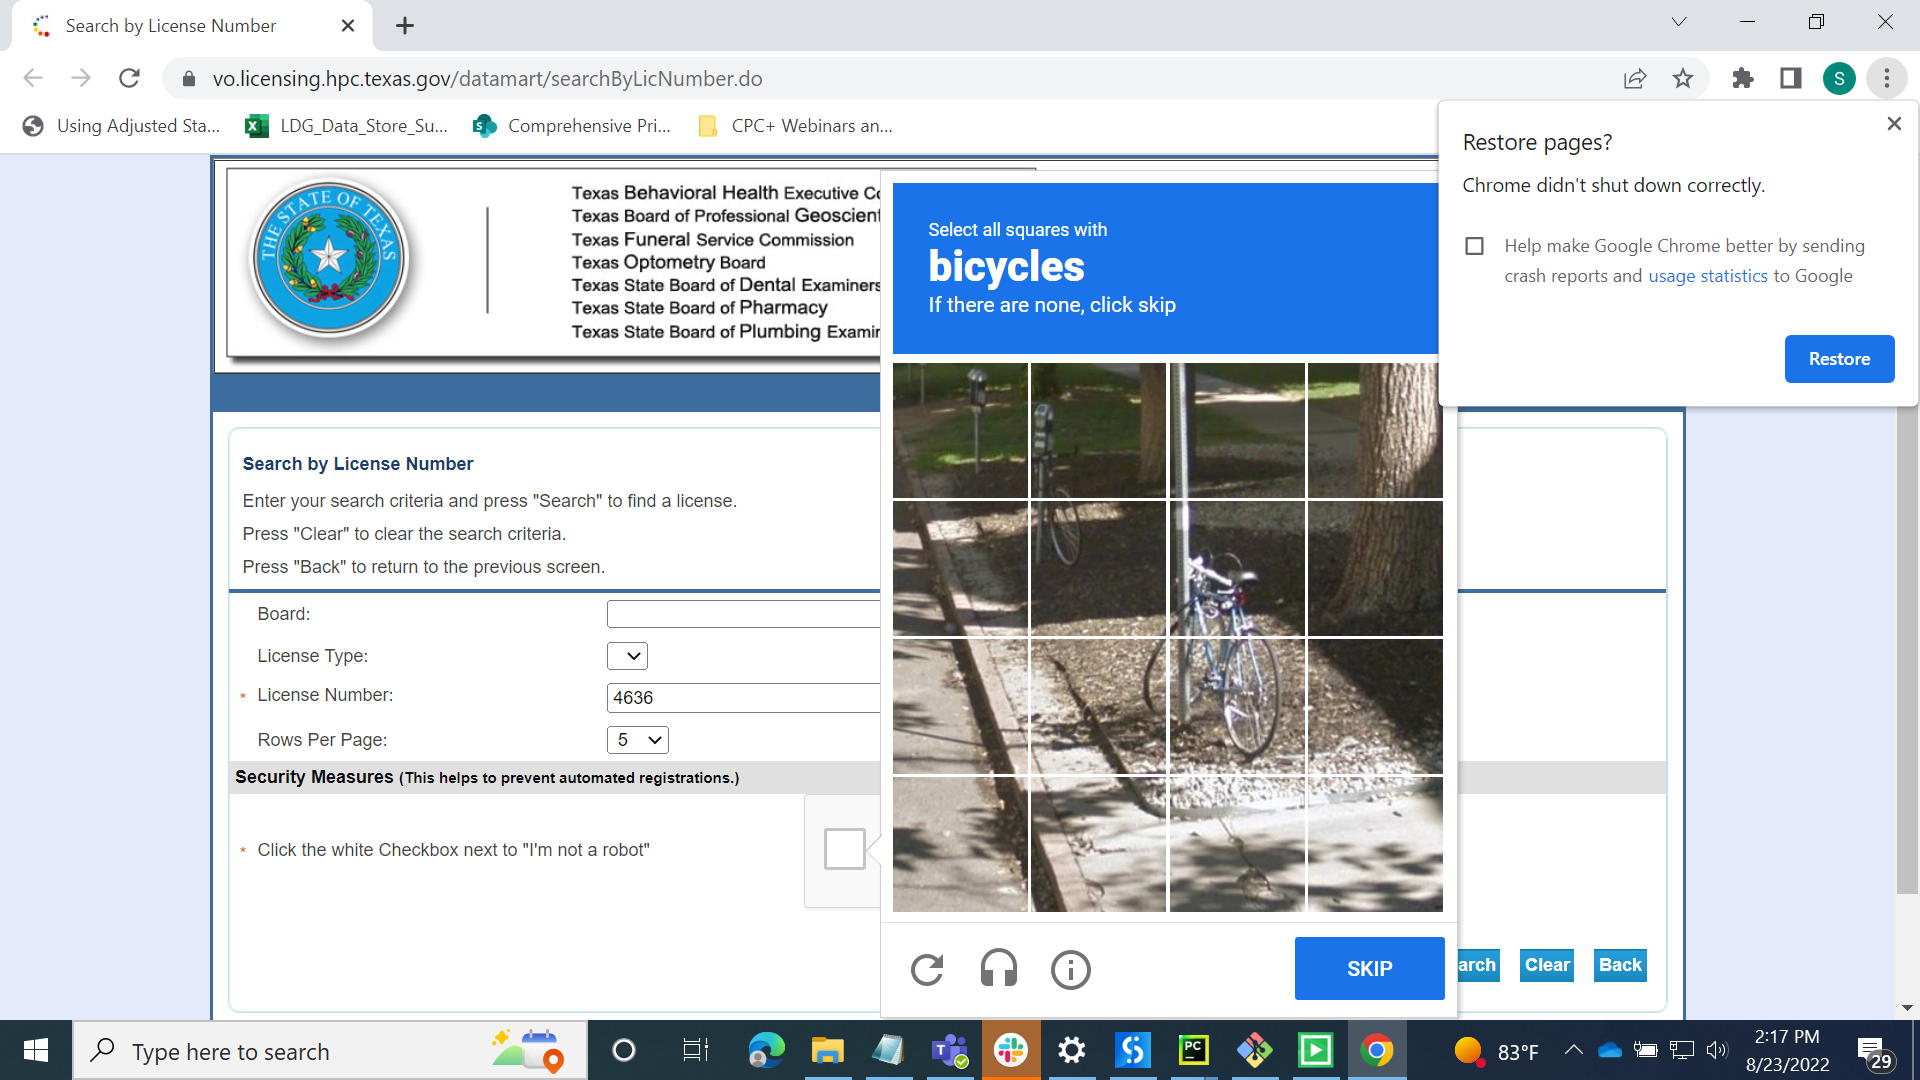 Search by License Number
vo.licensing.hpc.texas.gov/datamart/searchByLicNumber.do
S
Using Adjusted Sta...
LDG_Data_Store_Su...
Comprehensive Pri...
CPC+ Webinars an...
Restore pages?
Chrome didn't shut down correctly.
Help make Google Chrome better by sending
crash reports and usage statistics to Google
Restore
THE STATE OF TEXAS
Texas Behavioral Health Executive Co
Texas Board of Professional Geoscient
Texas Funeral Service Commission
Texas Optometry Board
Texas State Board of Dental Examiners
Texas State Board of Pharmacy
Texas State Board of Plumbing Examin
Select all squares with
bicycles
If there are none, click skip
Search by License Number
Enter your search criteria and press "Search" to find a license.
Press "Clear" to clear the search criteria.
Press "Back" to return to the previous screen.
Board:
License Type:
* License Number:
4636
Rows Per Page:
5
Security Measures (This helps to prevent automated registrations.)
* Click the white Checkbox next to "I'm not a robot"
SKIP
arch
Clear
Back
Type here to search
PC
83°F
2:17 PM
8/23/2022
29